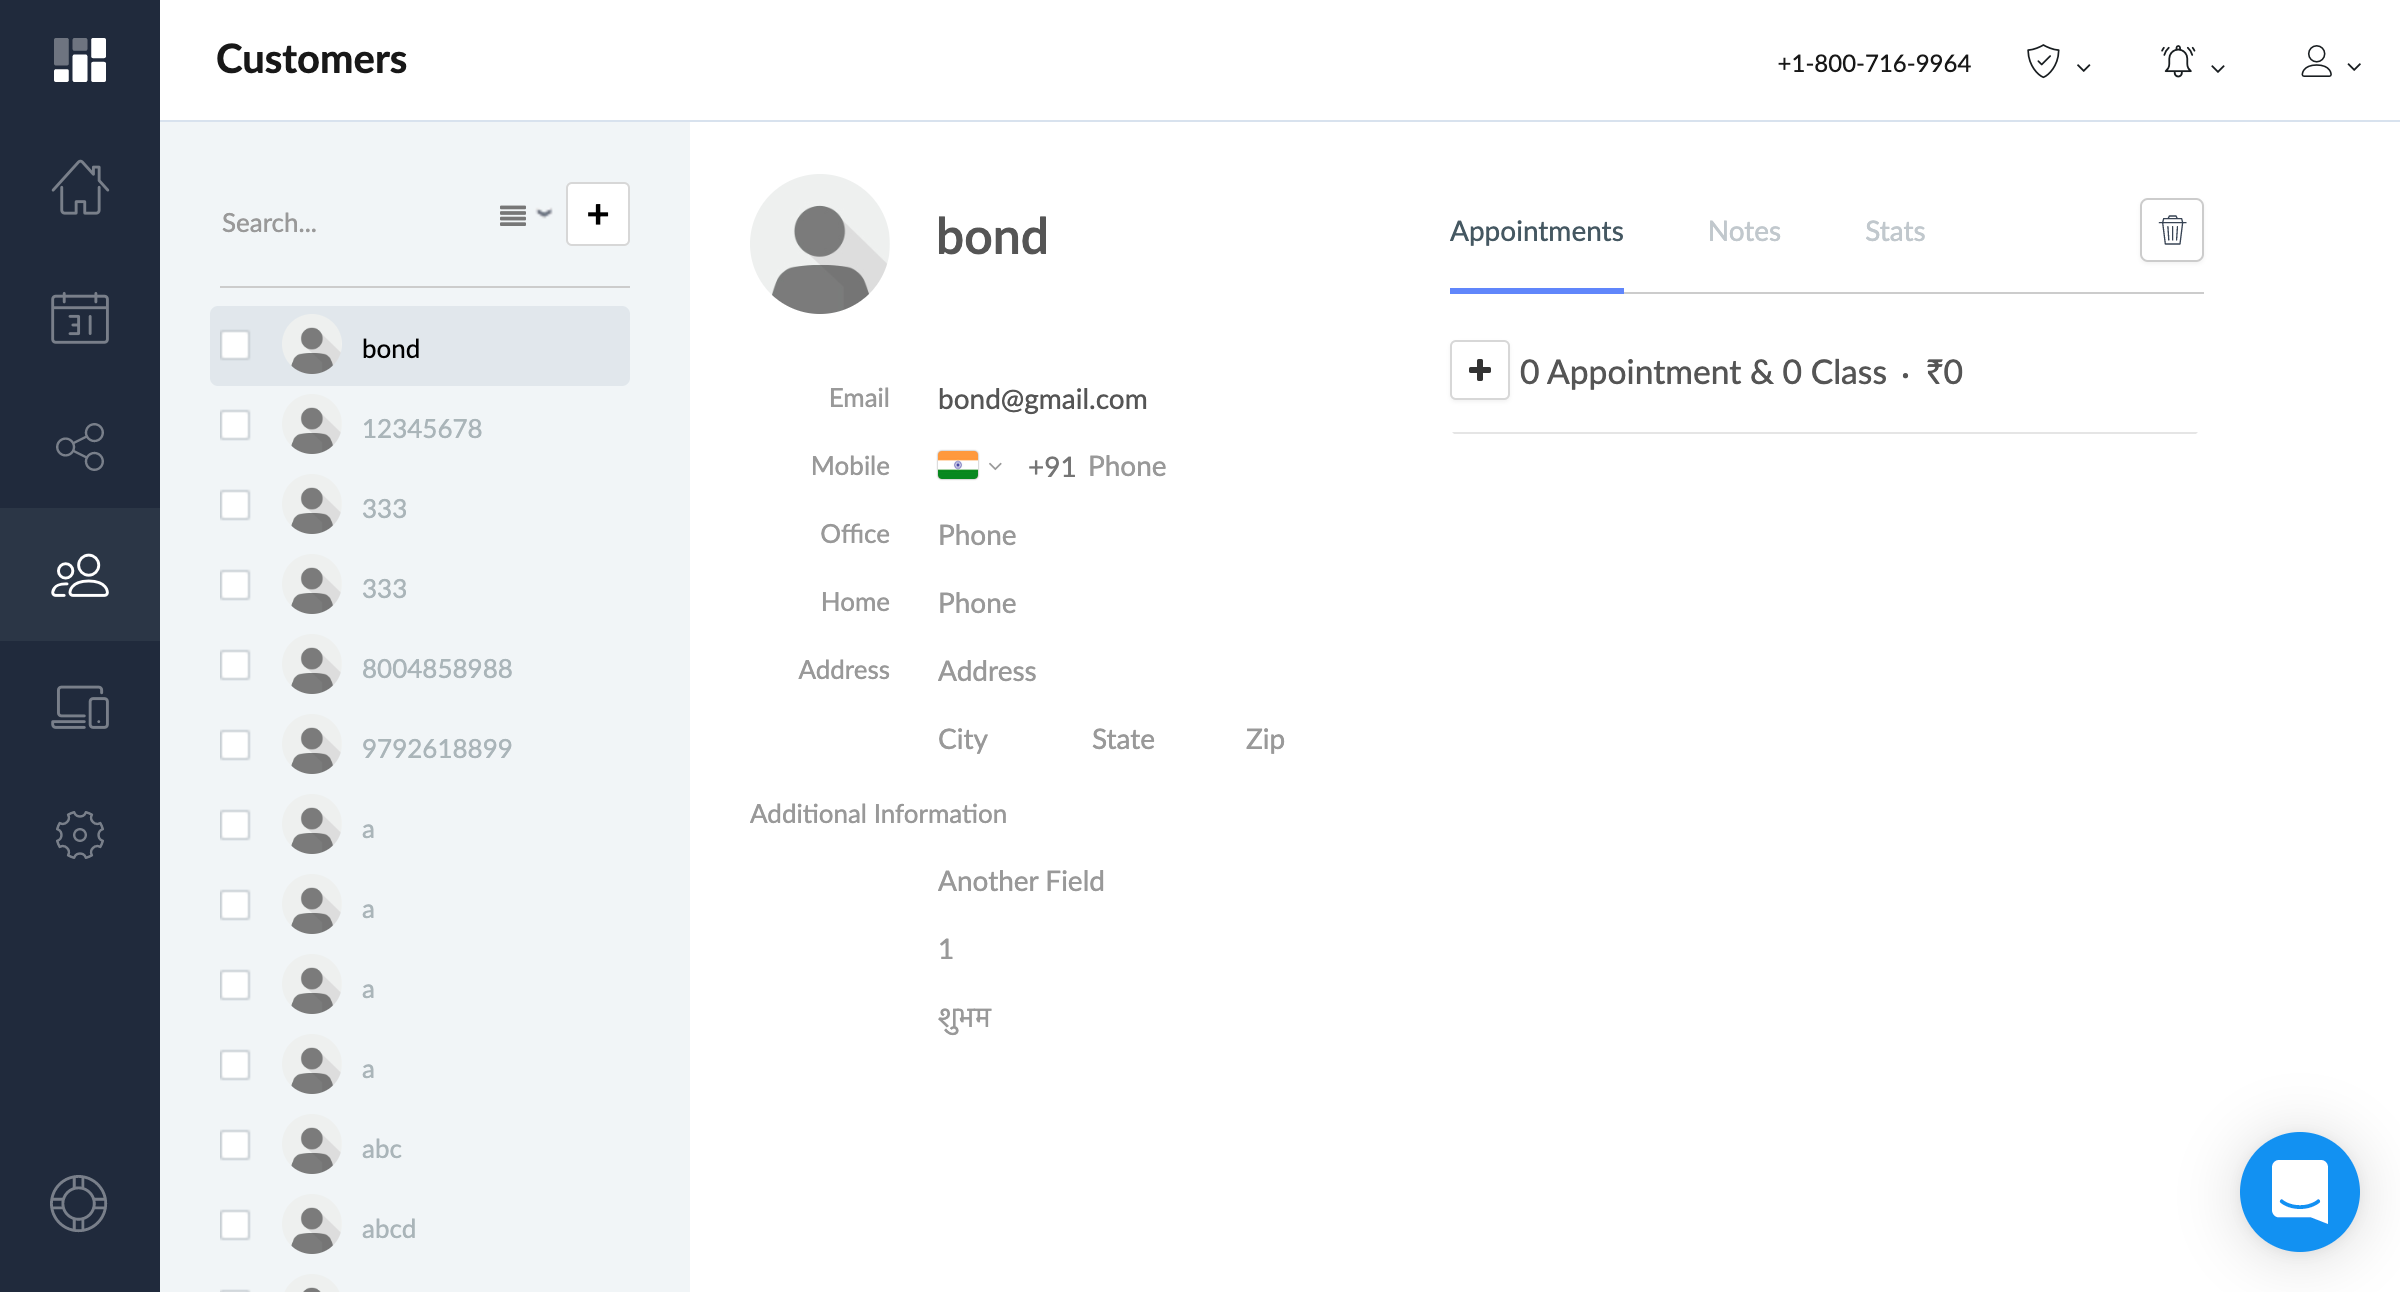 Customers
+1-800-716-9964
31
Search...
bond
12345678
333
333
8004858988
9792618899
a
a
a
a
abc
abcd
bond
Email bond@gmail.com
Mobile +91 Phone
Office Phone
Home Phone
Address Address
City State Zip
Additional Information
Another Field
1
शुभम
Appointments Notes Stats
0 Appointment & 0 Class · ₹0